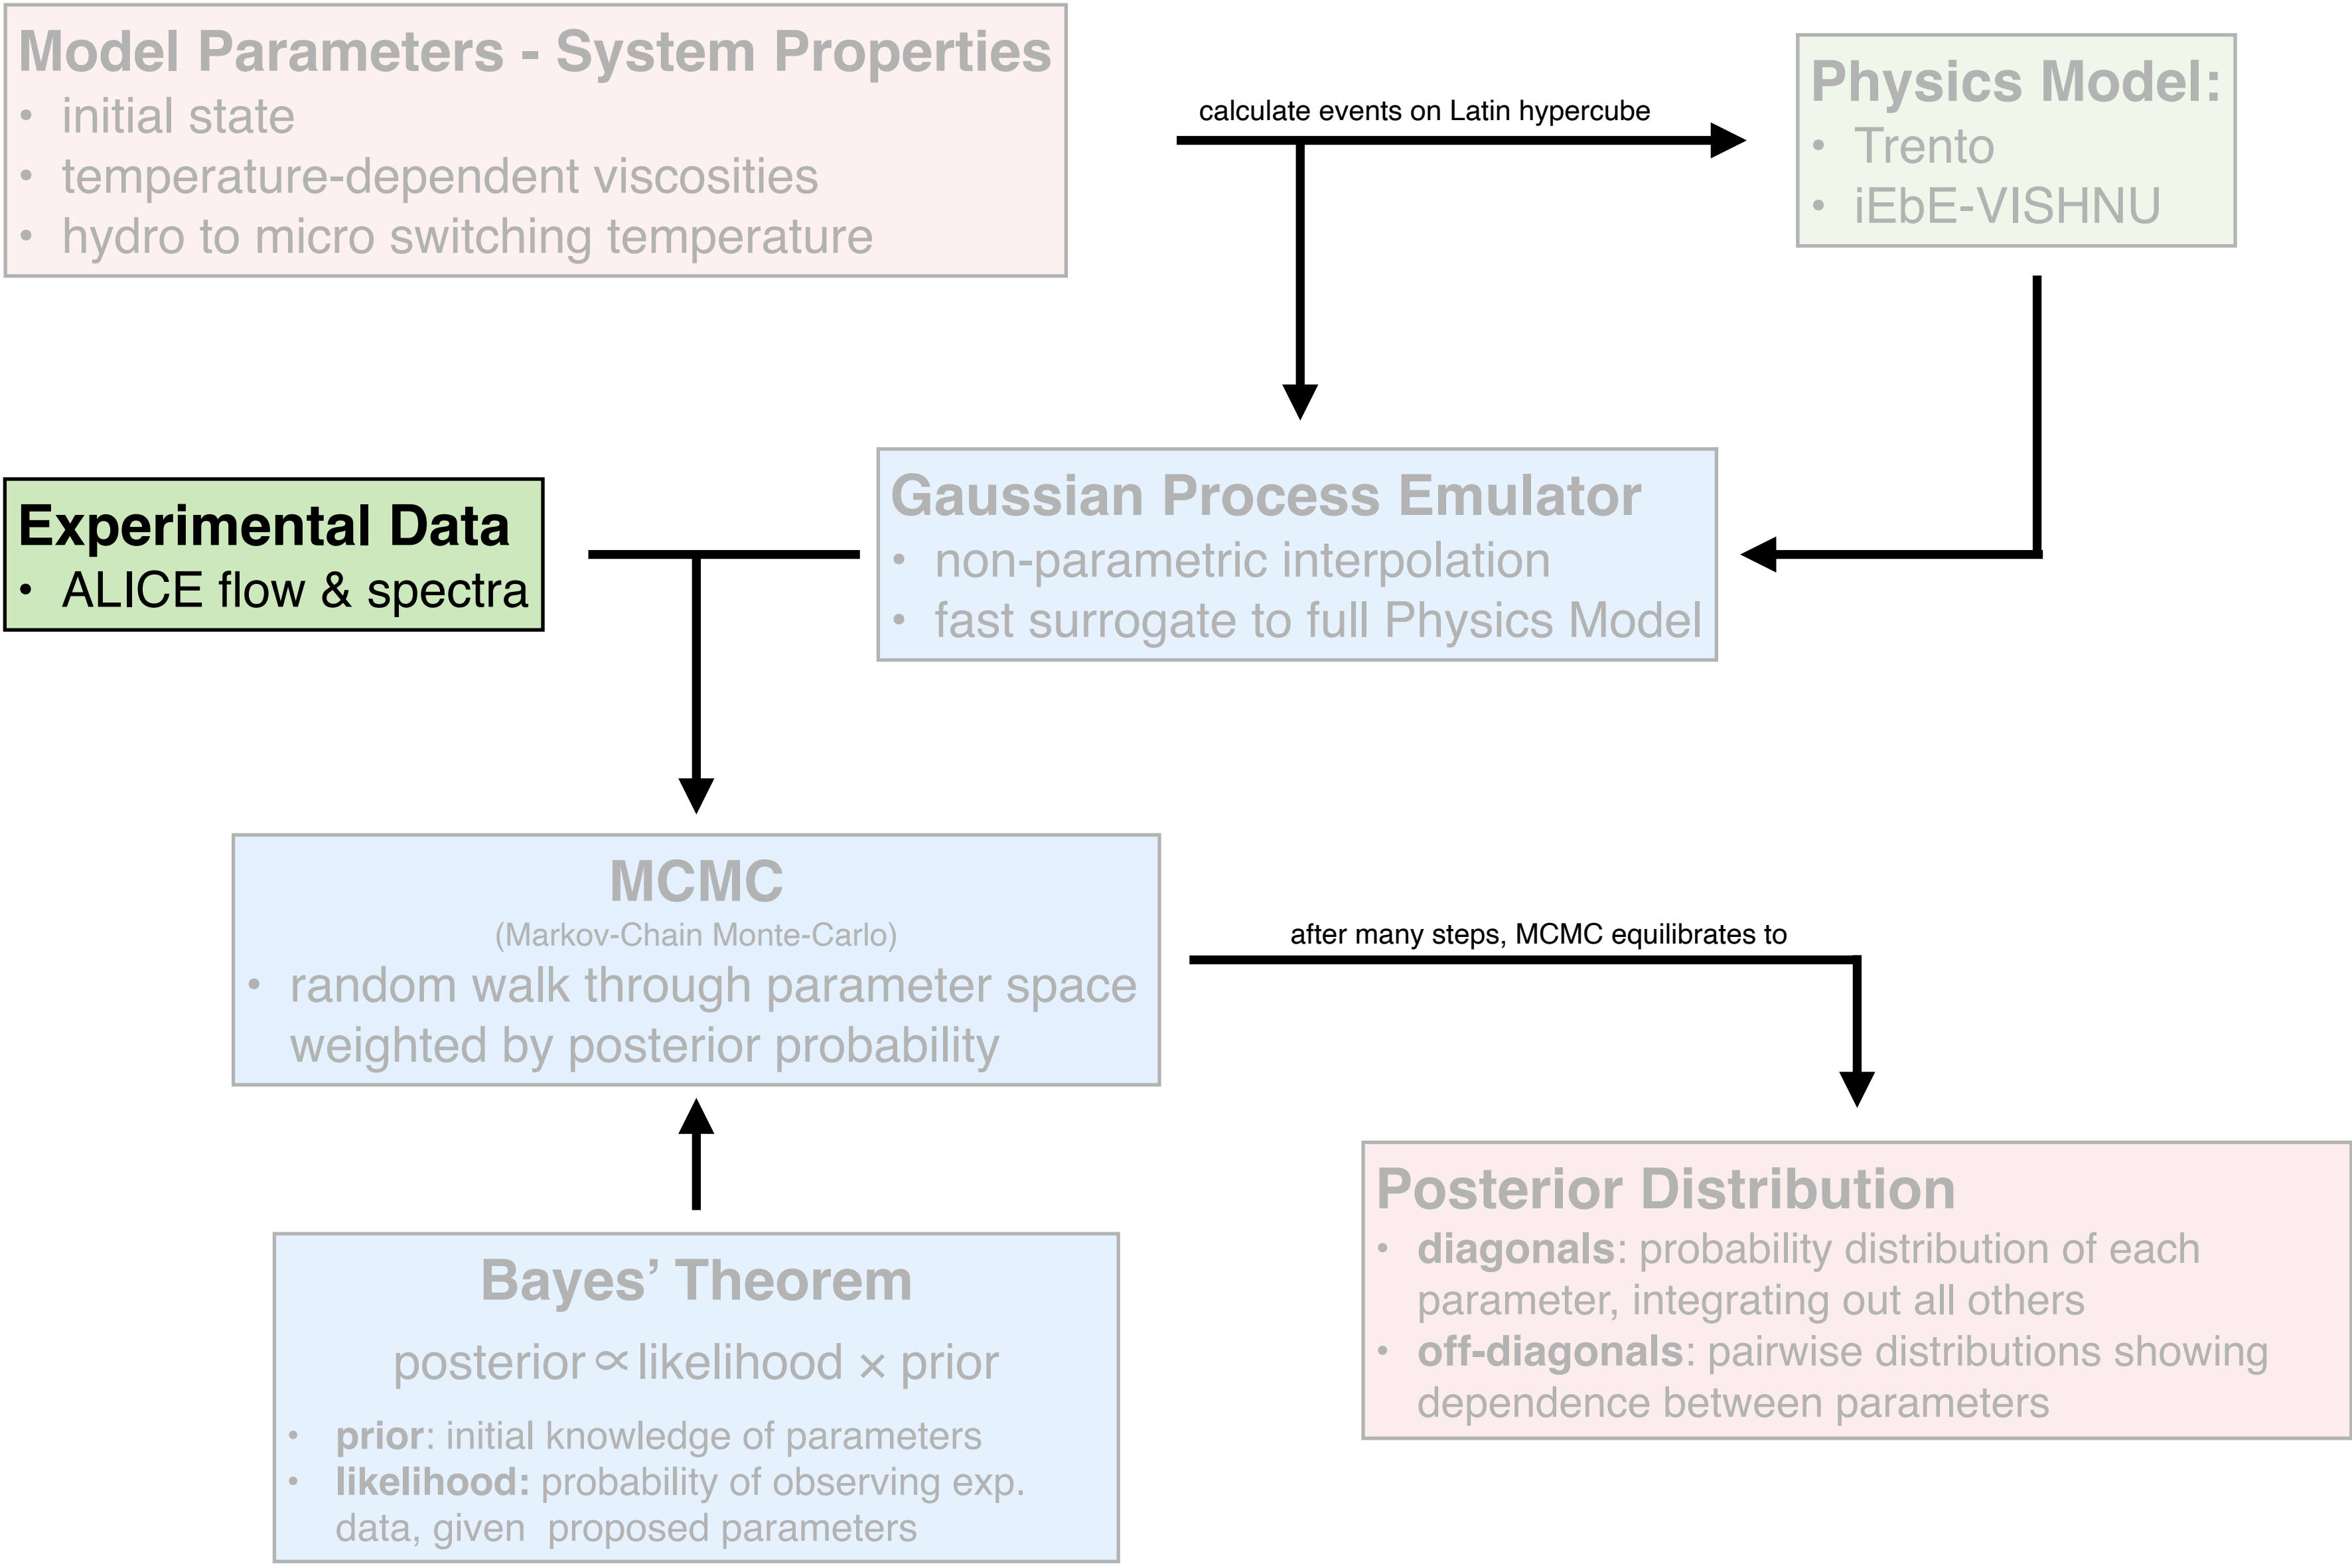 Model Parameters - System Properties
• initial state
• temperature-dependent viscosities
• hydro to micro switching temperature
calculate events on Latin hypercube
Physics Model:
• Trento
• iEbE-VISHNU
Experimental Data
• ALICE flow & spectra
Gaussian Process Emulator
• non-parametric interpolation
• fast surrogate to full Physics Model
MCMC
(Markov-Chain Monte-Carlo)
• random walk through parameter space
weighted by posterior probability
after many steps, MCMC equilibrates to
Bayes’ Theorem
posterior ∝ likelihood × prior
• prior: initial knowledge of parameters
• likelihood: probability of observing exp.
data, given proposed parameters
Posterior Distribution
• diagonals: probability distribution of each
parameter, integrating out all others
• off-diagonals: pairwise distributions showing
dependence between parameters